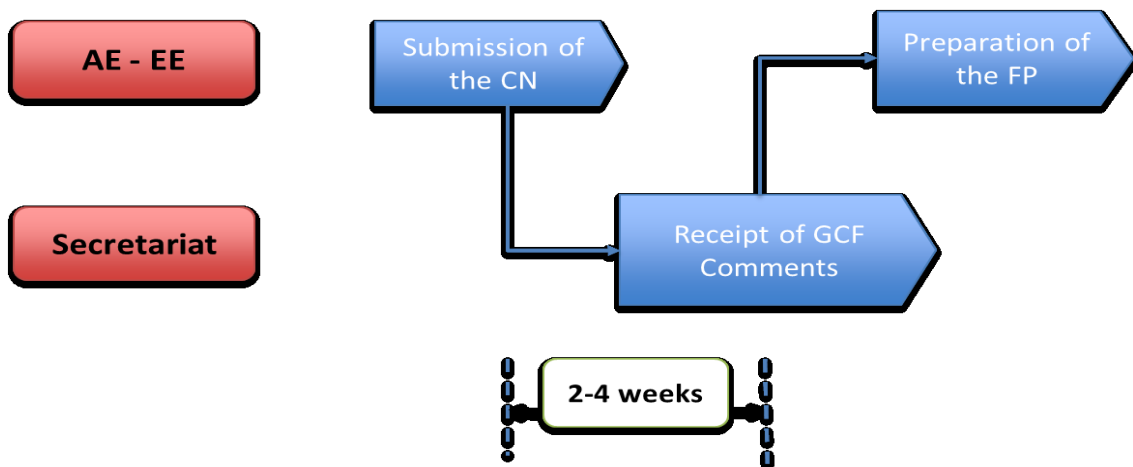 AE - EE
Submission of
the CN
Preparation of
the FP
Secretariat
Receipt of GCF
Comments
2-4 weeks